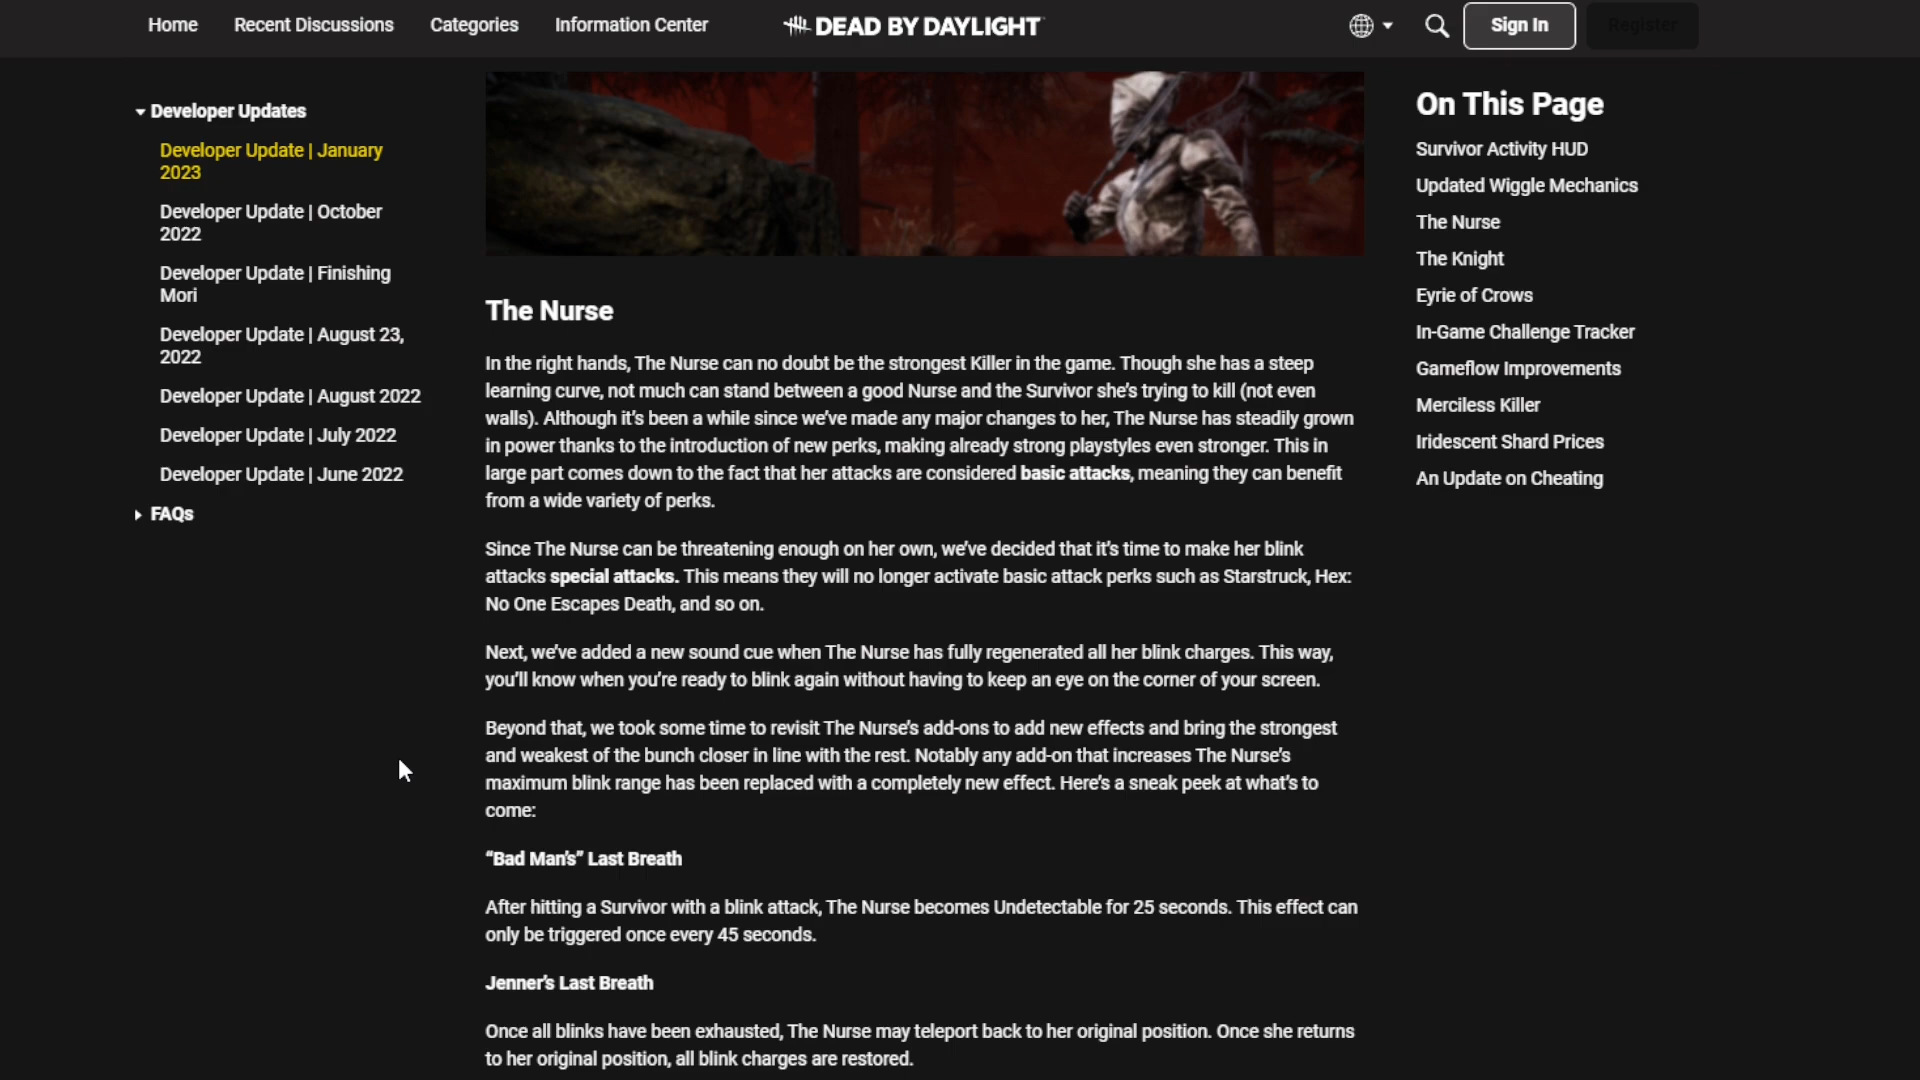 Home Recent Discussions Categories Information Center DEAD BY DAYLIGHT Sign In Register
Developer Updates
Developer Update | January
2023
Developer Update | October
2022
Developer Update | Finishing
Mori
Developer Update | August 23,
2022
Developer Update | August 2022
Developer Update | July 2022
Developer Update | June 2022
FAQs
The Nurse
In the right hands, The Nurse can no doubt be the strongest Killer in the game. Though she has a steep
learning curve, not much can stand between a good Nurse and the Survivor she's trying to kill (not even
walls). Although it's been a while since we've made any major changes to her, The Nurse has steadily grown
in power thanks to the introduction of new perks, making already strong playstyles even stronger. This in
large part comes down to the fact that her attacks are considered basic attacks, meaning they can benefit
from a wide variety of perks.
Since The Nurse can be threatening enough on her own, we've decided that it's time to make her blink
attacks special attacks. This means they will no longer activate basic attack perks such as Starstruck, Hex:
No One Escapes Death, and so on.
Next, we've added a new sound cue when The Nurse has fully regenerated all her blink charges. This way,
you'll know when you're ready to blink again without having to keep an eye on the corner of your screen.
Beyond that, we took some time to revisit The Nurse's add-ons to add new effects and bring the strongest
and weakest of the bunch closer in line with the rest. Notably any add-on that increases The Nurse's
maximum blink range has been replaced with a completely new effect. Here's a sneak peek at what's to
come:
“Bad Man's” Last Breath
After hitting a Survivor with a blink attack, The Nurse becomes Undetectable for 25 seconds. This effect can
only be triggered once every 45 seconds.
Jenner's Last Breath
Once all blinks have been exhausted, The Nurse may teleport back to her original position. Once she returns
to her original position, all blink charges are restored.
On This Page
Survivor Activity HUD
Updated Wiggle Mechanics
The Nurse
The Knight
Eyrie of Crows
In-Game Challenge Tracker
Gameflow Improvements
Merciless Killer
Iridescent Shard Prices
An Update on Cheating